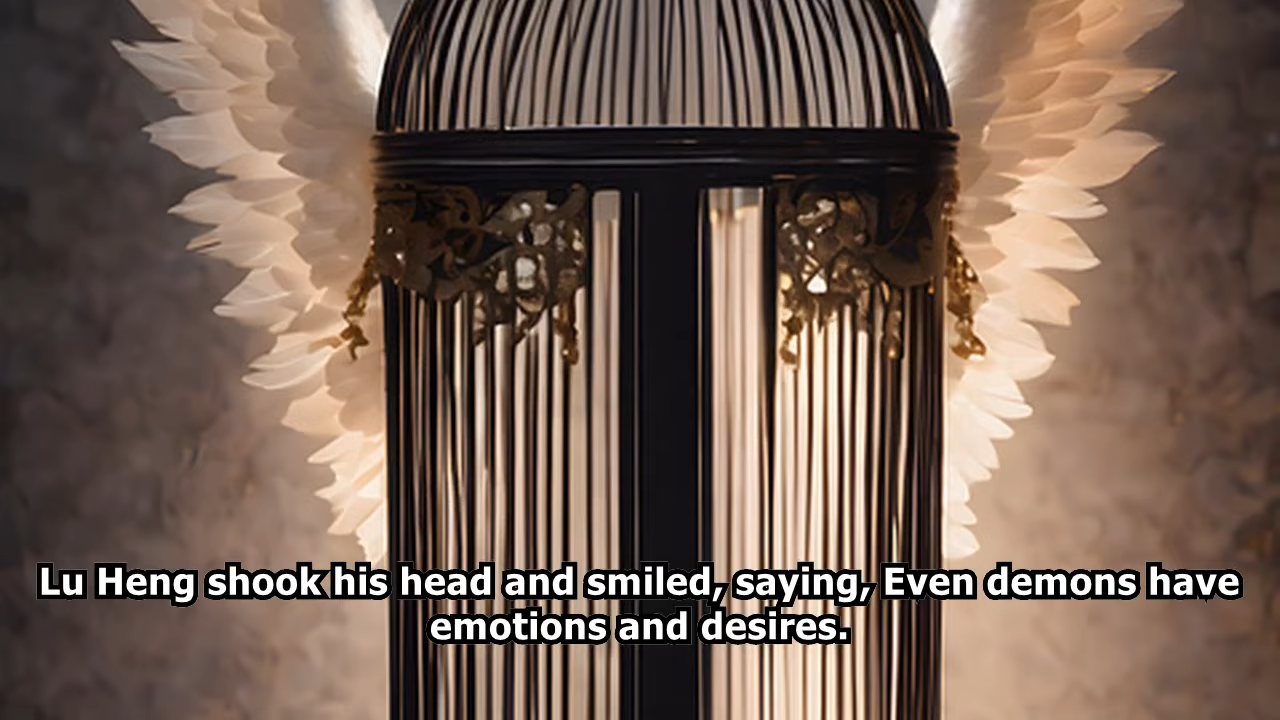 Lu Heng shook his head and smiled, saying, Even demons have
emotions and desires.